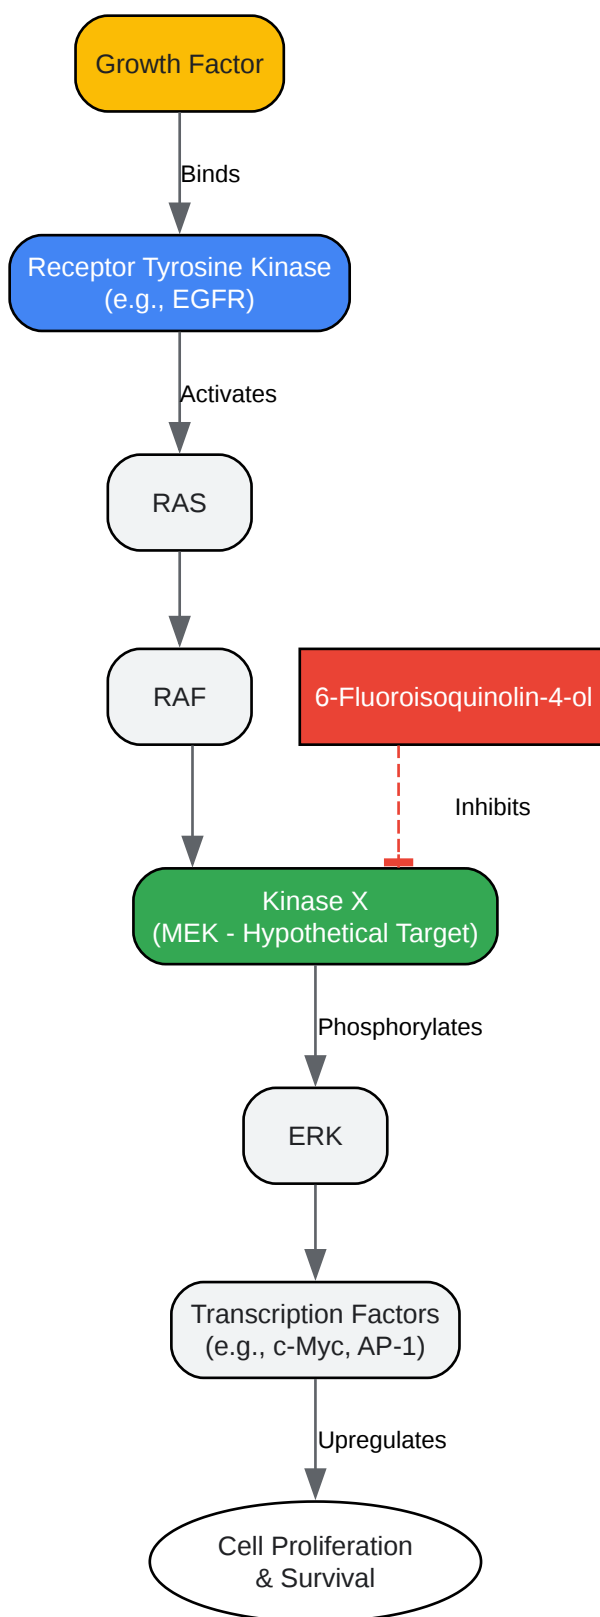 Growth Factor
Binds
Receptor Tyrosine Kinase
(e.g., EGFR)
Activates
RAS
RAF
6-Fluoroisoquinolin-4-ol
Inhibits
Kinase X
(MEK - Hypothetical Target)
Phosphorylates
ERK
Transcription Factors
(e.g., c-Myc, AP-1)
Upregulates
Cell Proliferation
& Survival